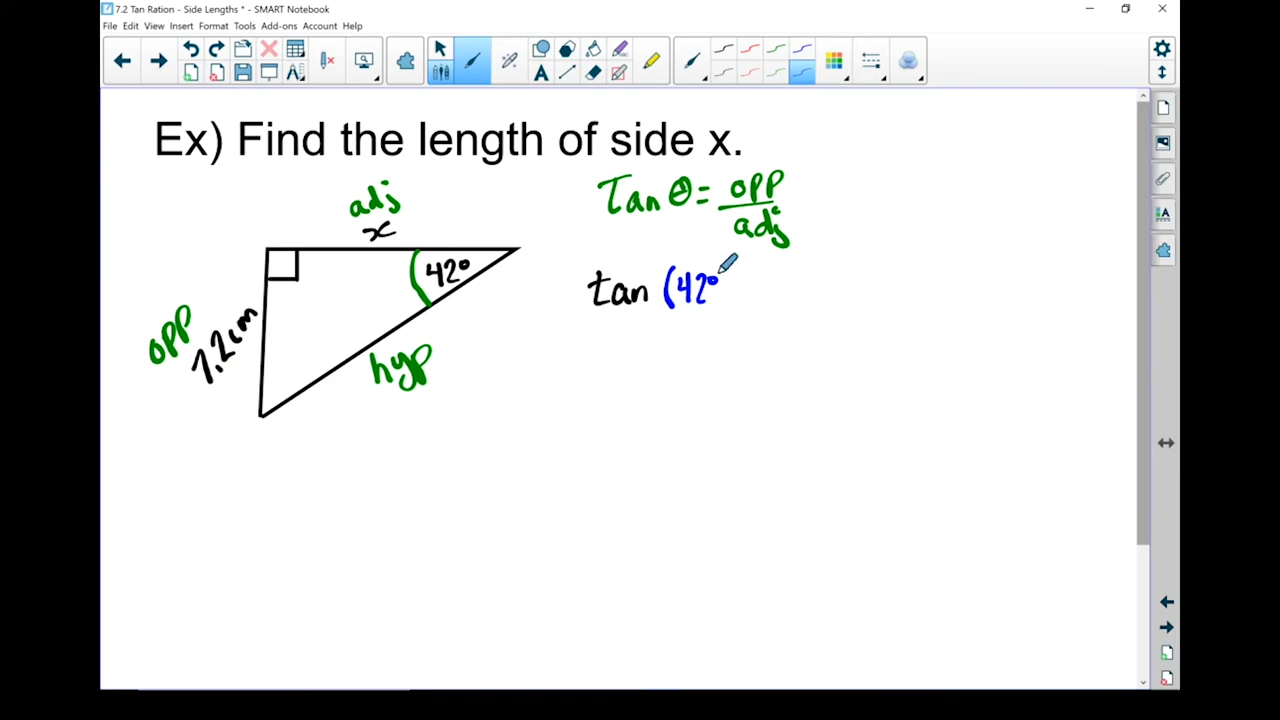 7.2 Tan Ration - Side Lengths * - SMART Notebook
File Edit View Insert Format Tools Add-ons Account Help
Ex) Find the length of side x.
adj
x
42°
opp
7.2cm
hyp
Tan θ = opp
adj
tan (42°